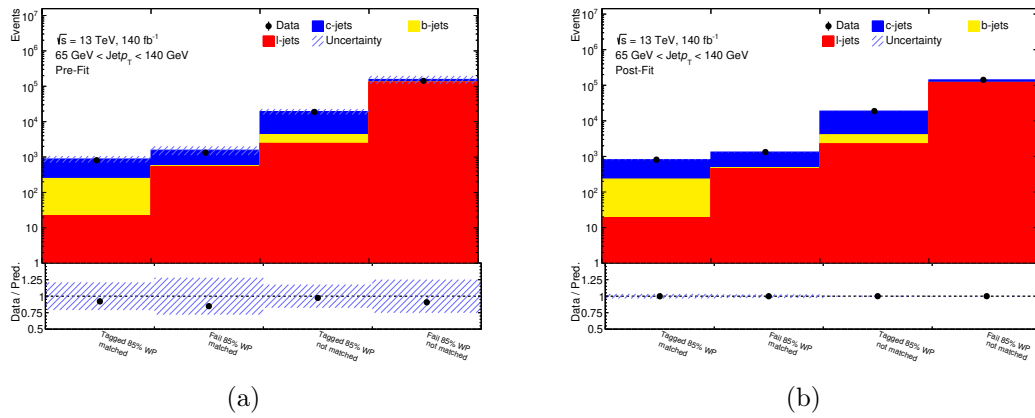 Events
10⁷
10⁶
10⁵
10⁴
10³
10²
10
1
√s = 13 TeV, 140 fb⁻¹
65 GeV < Jet p_T < 140 GeV
Pre-Fit
Data c-jets b-jets
l-jets Uncertainty
Data / Pred.
1.25
1
0.75
0.5
Tagged 85% WP
matched
Fail 85% WP
matched
Tagged 85% WP
not matched
Fail 85% WP
not matched
(a)
Events
10⁷
10⁶
10⁵
10⁴
10³
10²
10
1
√s = 13 TeV, 140 fb⁻¹
65 GeV < Jet p_T < 140 GeV
Post-Fit
Data c-jets b-jets
l-jets Uncertainty
Data / Pred.
1.25
1
0.75
0.5
Tagged 85% WP
matched
Fail 85% WP
matched
Tagged 85% WP
not matched
Fail 85% WP
not matched
(b)